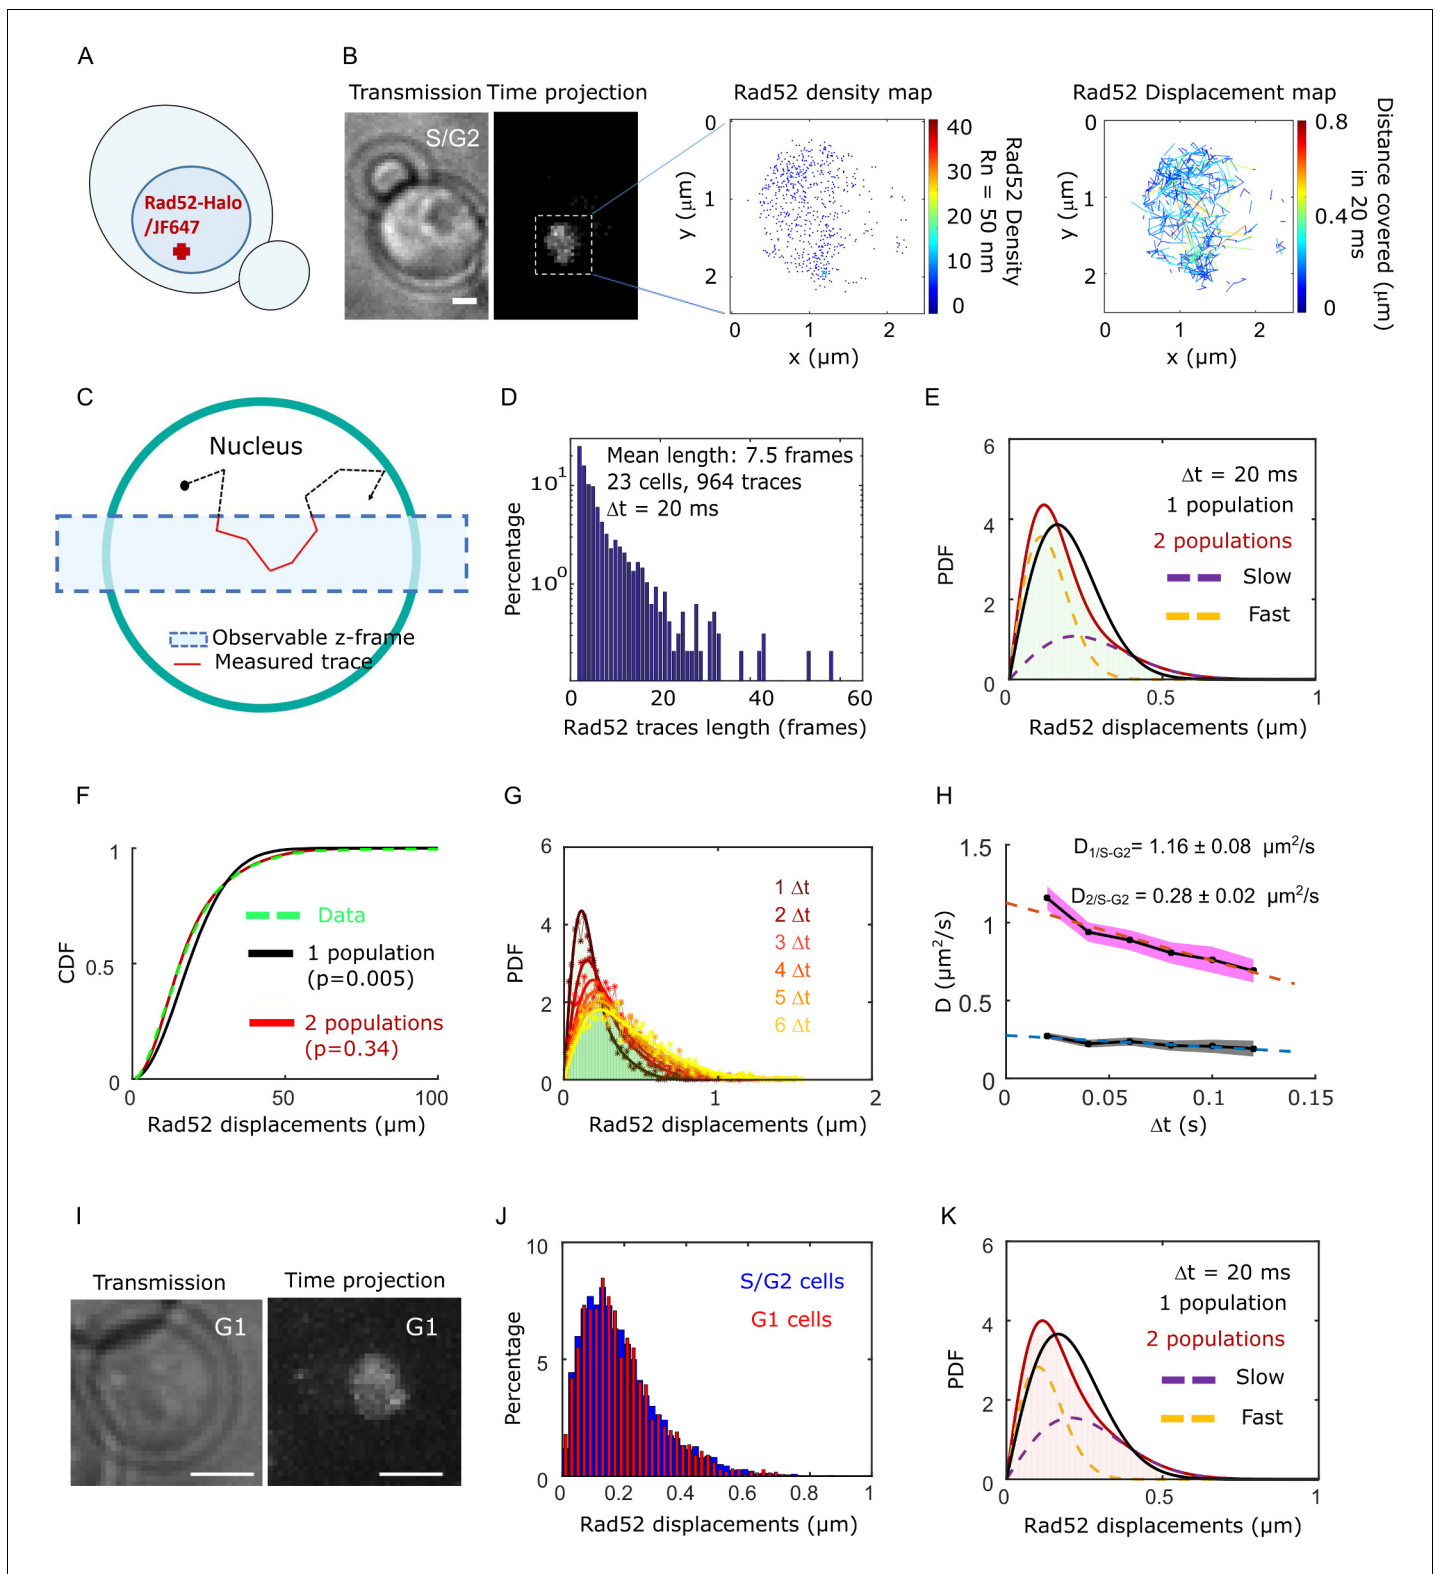 A
Rad52-Halo
/JF647
B
Transmission
Time projection
S/G2
Rad52 density map
0
1
2
y (μm)
0
1
2
x (μm)
40
30
20
10
0
Rad52 Density
Rn = 50 nm
Rad52 Displacement map
0
1
2
y (μm)
0
1
2
x (μm)
0.8
0.4
0
Distance covered (μm)
in 20 ms
C
Nucleus
Observable z-frame
Measured trace
D
Mean length: 7.5 frames
23 cells, 964 traces
Δt = 20 ms
10¹
10⁰
Percentage
0
20
40
60
Rad52 traces length (frames)
E
6
4
2
0
PDF
Δt = 20 ms
1 population
2 populations
Slow
Fast
0
0.5
1
Rad52 displacements (μm)
F
1
0.5
0
CDF
Data
1 population
(p=0.005)
2 populations
(p=0.34)
0
50
100
Rad52 displacements (μm)
G
6
4
2
0
PDF
1 Δt
2 Δt
3 Δt
4 Δt
5 Δt
6 Δt
0
1
2
Rad52 displacements (μm)
H
1.5
1
0.5
0
D (μm²/s)
D₁/S-G2= 1.16 ± 0.08 μm²/s
D₂/S-G2 = 0.28 ± 0.02 μm²/s
0
0.05
0.1
0.15
Δt (s)
I
Transmission
Time projection
G1
G1
J
10
5
0
Percentage
S/G2 cells
G1 cells
0
0.2
0.4
0.6
0.8
1
Rad52 displacements (μm)
K
6
4
2
0
PDF
Δt = 20 ms
1 population
2 populations
Slow
Fast
0
0.5
1
Rad52 displacements (μm)